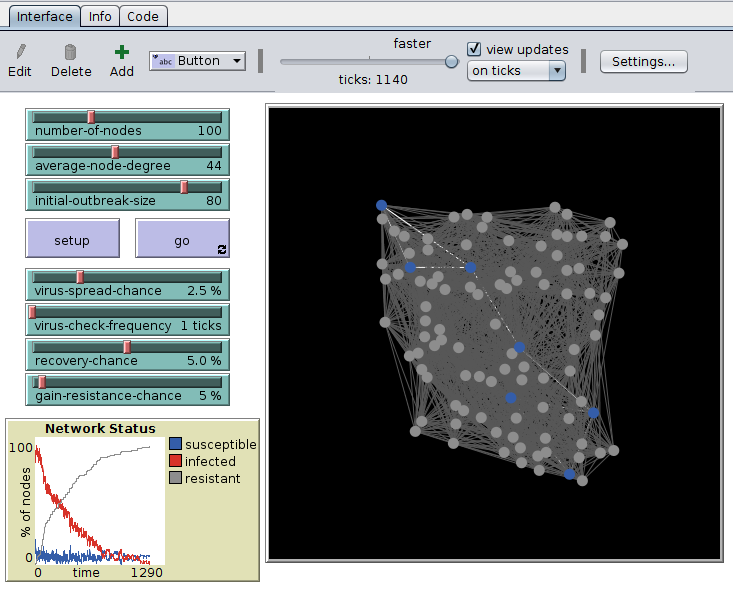 Interface Info Code
Edit Delete Add abc Button
faster
ticks: 1140
view updates
on ticks
Settings...
number-of-nodes 100
average-node-degree 44
initial-outbreak-size 80
setup go
virus-spread-chance 2.5 %
virus-check-frequency 1 ticks
recovery-chance 5.0 %
gain-resistance-chance 5 %
Network Status
100
% of nodes
0
0 time 1290
susceptible
infected
resistant